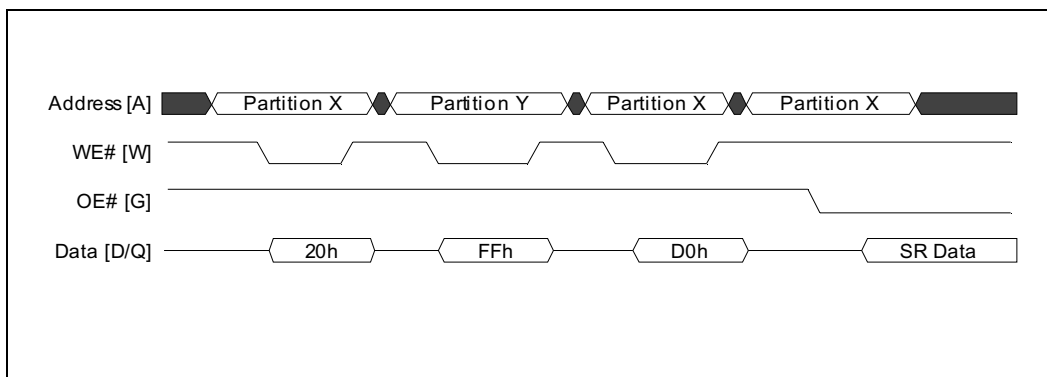 Address [A] Partition X Partition Y Partition X Partition X
WE# [W]
OE# [G]
Data [D/Q] 20h FFh D0h SR Data